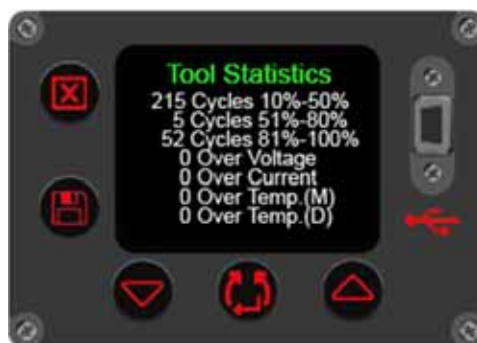 Tool Statistics
215 Cycles 10%-50%
5 Cycles 51%-80%
52 Cycles 81%-100%
0 Over Voltage
0 Over Current
0 Over Temp.(M)
0 Over Temp.(D)